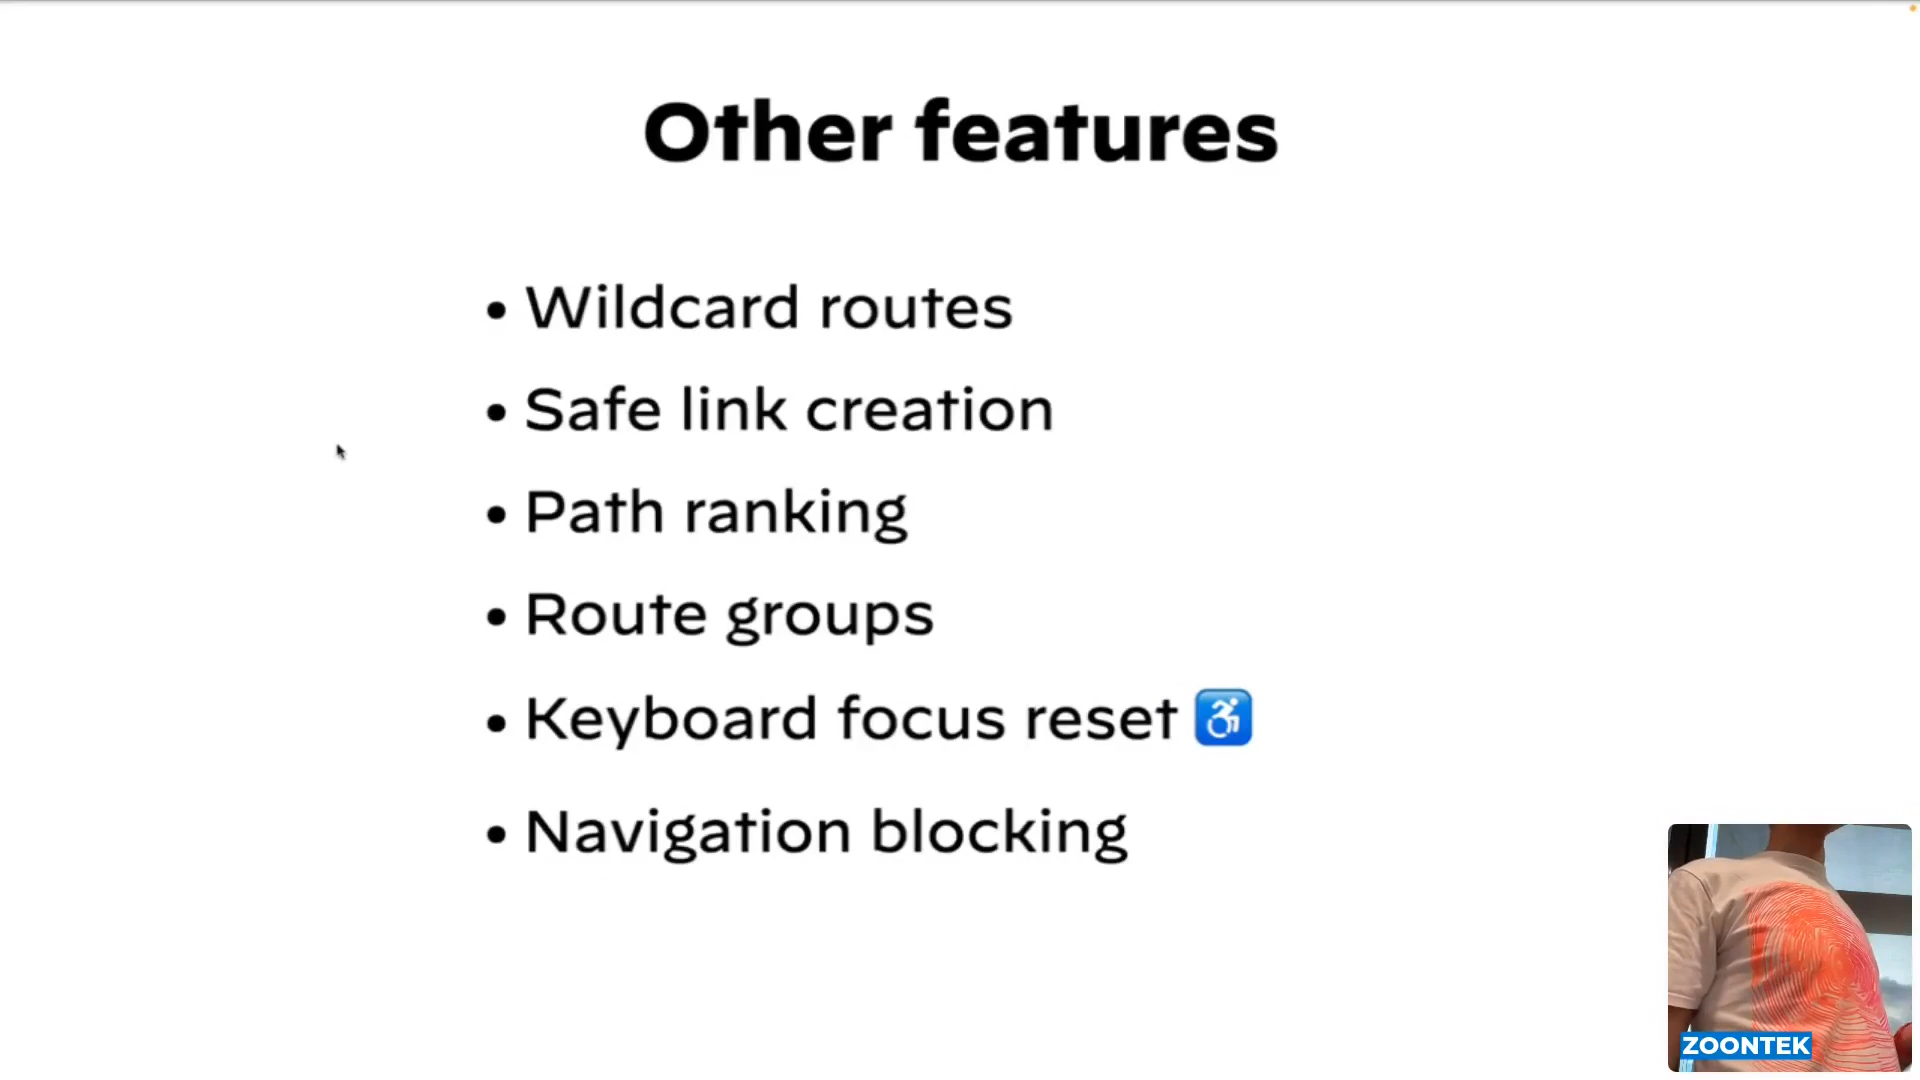 Other features
• Wildcard routes
• Safe link creation
• Path ranking
• Route groups
• Keyboard focus reset ♿
• Navigation blocking
ZOONTEK